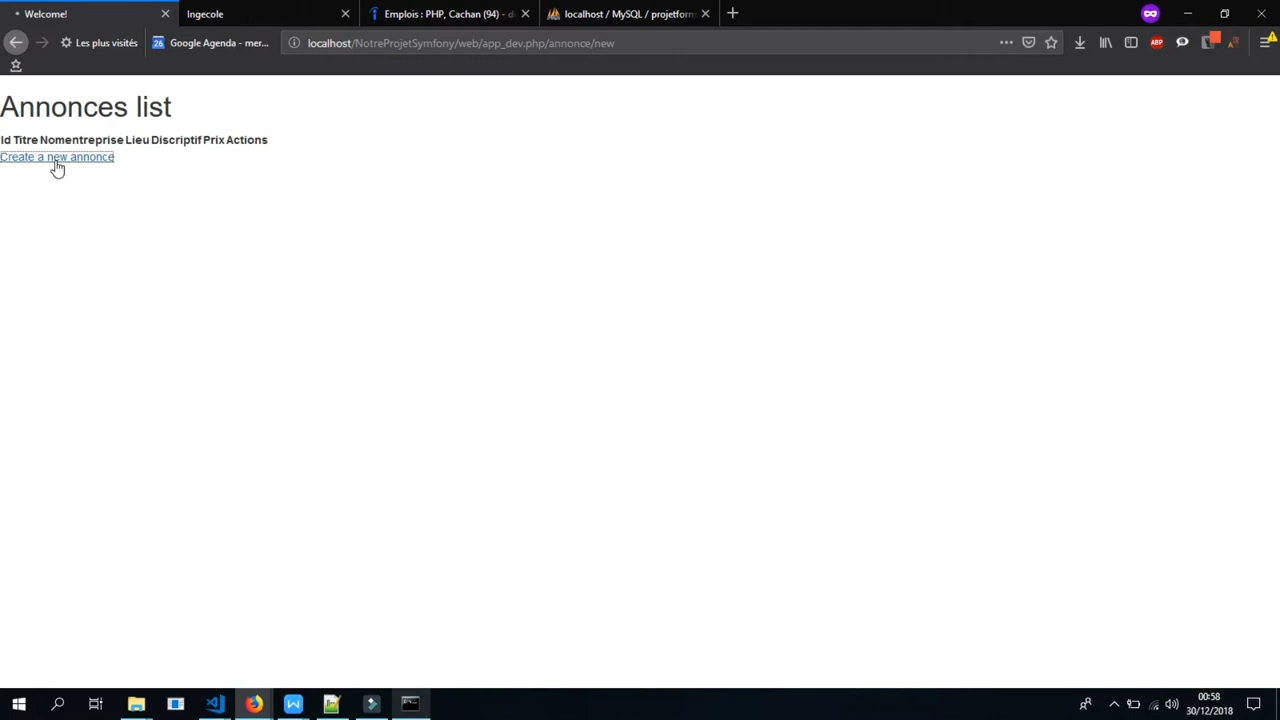 Welcome!
Ingecole
Emplois : PHP, Cachan (94) - d
localhost / MySQL / projetform
Les plus visités
26 Google Agenda - mer...
localhost/NotreProjetSymfony/web/app_dev.php/annonce/new
ABP
Annonces list
Id Titre Nomentreprise Lieu Discriptif Prix Actions
Create a new annonce
00:58
30/12/2018